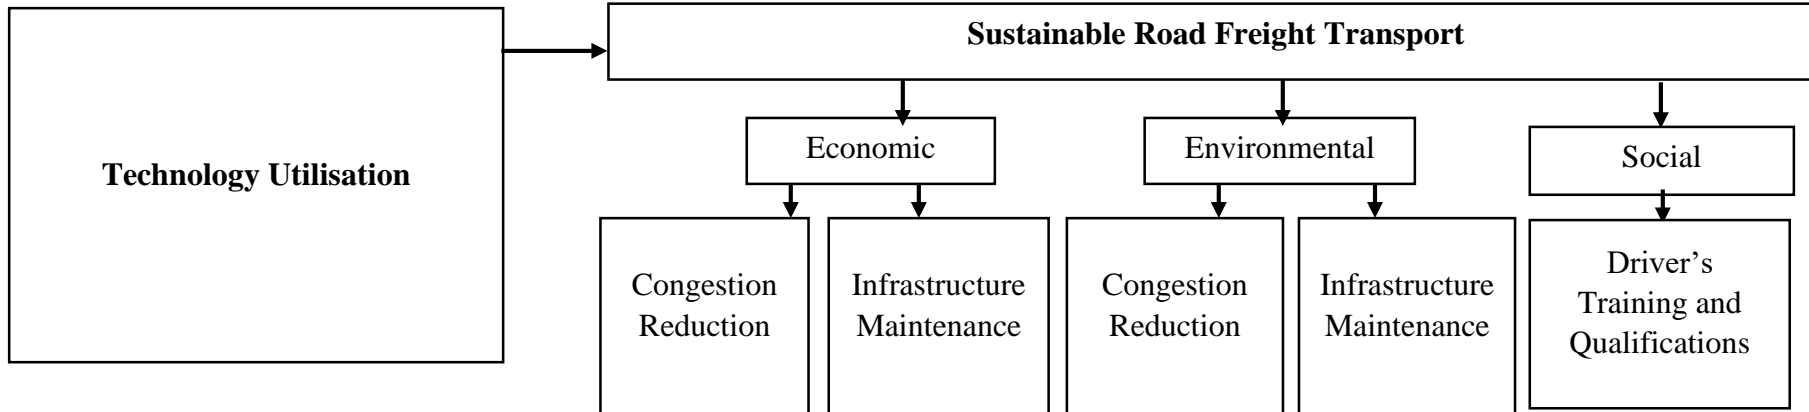 Sustainable Road Freight Transport
Technology Utilisation
Economic
Environmental
Social
Congestion
Reduction
Infrastructure
Maintenance
Congestion
Reduction
Infrastructure
Maintenance
Driver’s
Training and
Qualifications